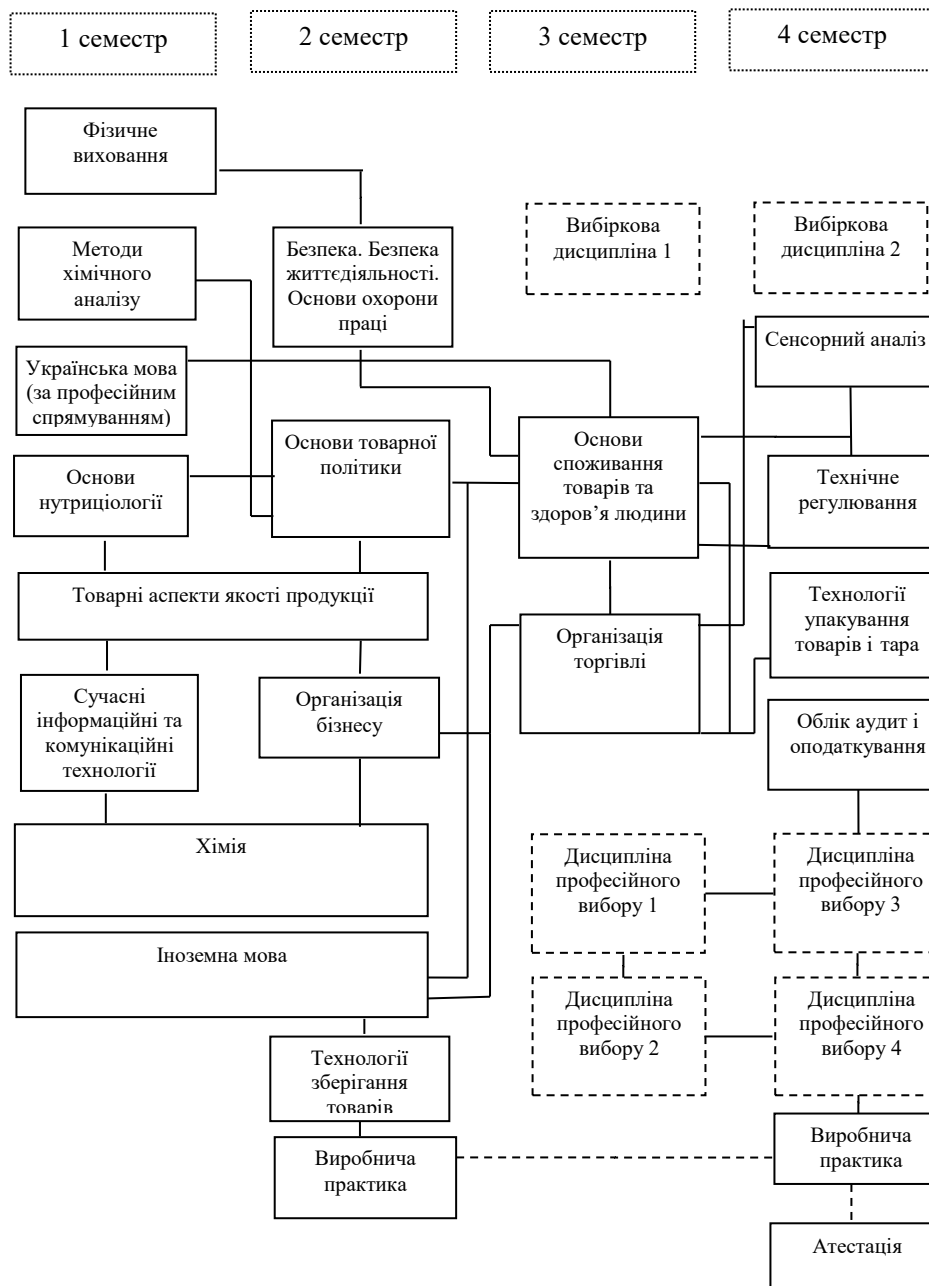 1 семестр
2 семестр
3 семестр
4 семестр
Фізичне
виховання
Методи
хімічного
аналізу
Безпека. Безпека
життєдіяльності.
Основи охорони
праці
Вибіркова
дисципліна 1
Вибіркова
дисципліна 2
Сенсорний аналіз
Українська мова
(за професійним
спрямуванням)
Основи товарної
політики
Основи
споживання
товарів та
здоров’я людини
Основи
нутриціології
Технічне
регулювання
Товарні аспекти якості продукції
Організація
торгівлі
Технології
упакування
товарів і тара
Сучасні
інформаційні та
комунікаційні
технології
Організація
бізнесу
Облік аудит і
оподаткування
Хімія
Дисципліна
професійного
вибору 1
Дисципліна
професійного
вибору 3
Іноземна мова
Дисципліна
професійного
вибору 2
Дисципліна
професійного
вибору 4
Технології
зберігання
товарів
Виробнича
практика
Виробнича
практика
Атестація